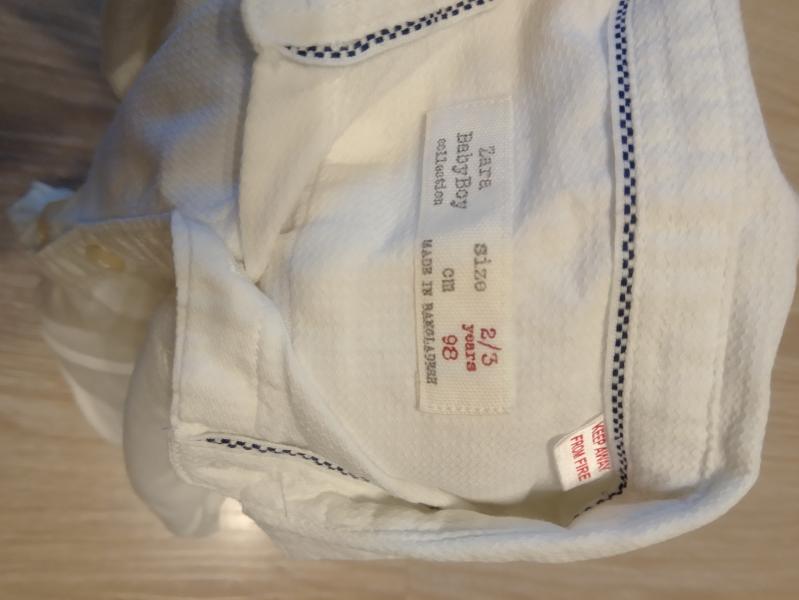 Zara
BabyBoy
collection
size 2/3
years
cm 98
MADE IN BANGLADESH
KEEP AWAY
FROM FIRE